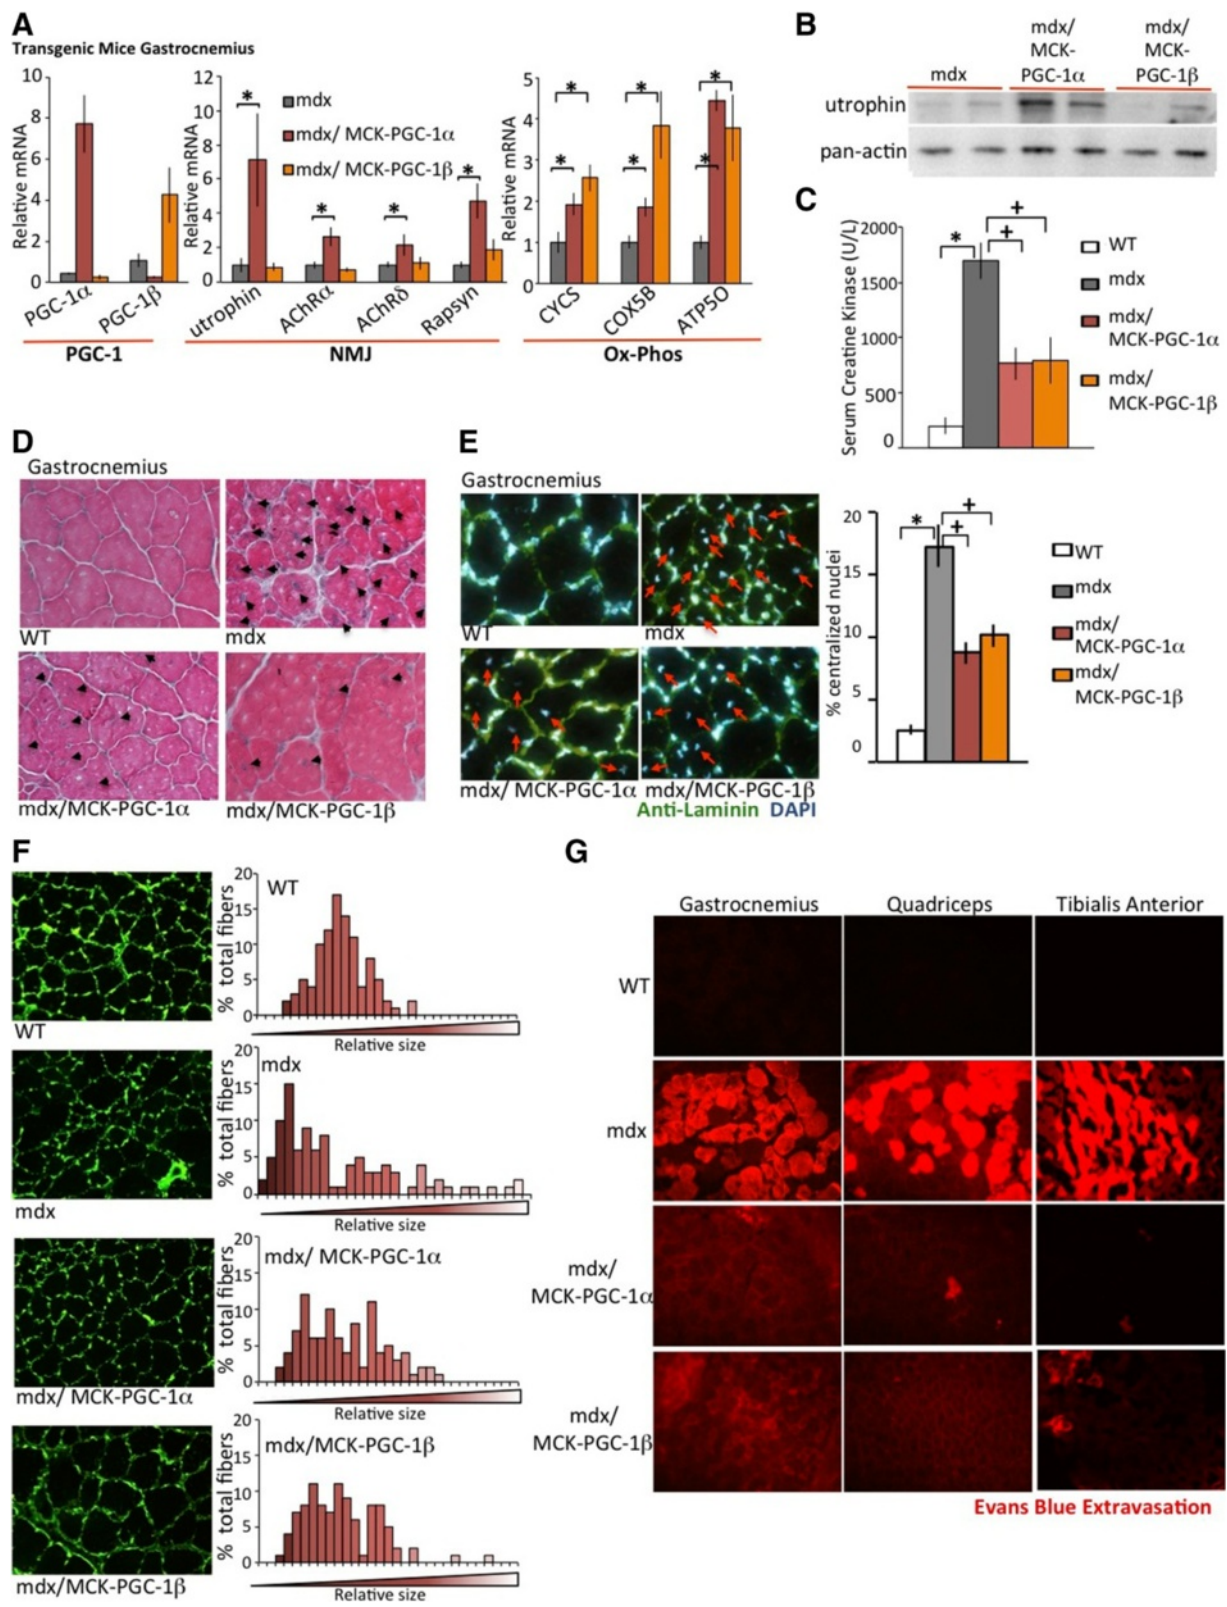 A
Transgenic Mice Gastrocnemius
Relative mRNA
10
8
6
4
2
0
PGC-1α
PGC-1β
PGC-1
Relative mRNA
12
10
8
6
4
2
0
*
*
*
*
mdx
mdx/ MCK-PGC-1α
mdx/ MCK-PGC-1β
utrophin
AChRα
AChRδ
Rapsyn
NMJ
Relative mRNA
5
4
3
2
1
0
*
*
*
*
*
*
CYCS
COX5B
ATP5O
Ox-Phos
B
mdx
mdx/
MCK-
PGC-1α
mdx/
MCK-
PGC-1β
utrophin
pan-actin
C
Serum Creatine Kinase (U/L)
2000
1500
1000
500
0
*
+
+
WT
mdx
mdx/
MCK-PGC-1α
mdx/
MCK-PGC-1β
D
Gastrocnemius
WT
mdx
mdx/MCK-PGC-1α
mdx/MCK-PGC-1β
E
Gastrocnemius
WT
mdx
mdx/ MCK-PGC-1α
mdx/MCK-PGC-1β
Anti-Laminin DAPI
% centralized nuclei
20
15
10
5
0
*
+
+
WT
mdx
mdx/
MCK-PGC-1α
mdx/
MCK-PGC-1β
F
WT
% total fibers
20
15
10
5
0
WT
Relative size
mdx
% total fibers
20
15
10
5
0
mdx
Relative size
mdx/ MCK-PGC-1α
% total fibers
20
15
10
5
0
mdx/ MCK-PGC-1α
Relative size
mdx/MCK-PGC-1β
% total fibers
20
15
10
5
0
mdx/MCK-PGC-1β
Relative size
G
Gastrocnemius
Quadriceps
Tibialis Anterior
WT
mdx
mdx/
MCK-PGC-1α
mdx/
MCK-PGC-1β
Evans Blue Extravasation